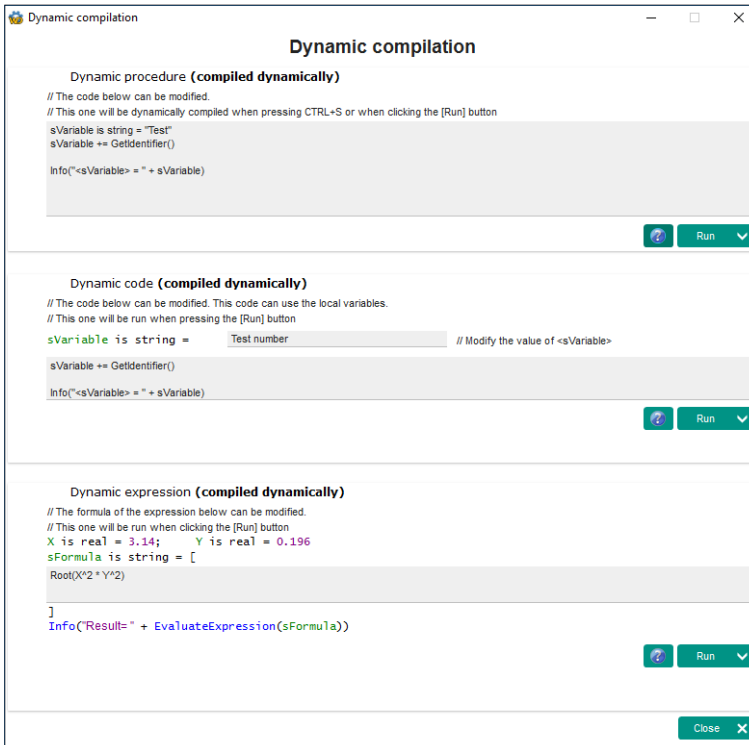 Dynamic compilation
Dynamic compilation
Dynamic procedure (compiled dynamically)
// The code below can be modified.
// This one will be dynamically compiled when pressing CTRL+S or when clicking the [Run] button
sVariable is string = "Test"
sVariable += GetIdentifier()
Info("<sVariable> = " + sVariable)
Run
Dynamic code (compiled dynamically)
// The code below can be modified. This code can use the local variables.
// This one will be run when pressing the [Run] button
sVariable is string = Test number // Modify the value of <sVariable>
sVariable += GetIdentifier()
Info("<sVariable> = " + sVariable)
Run
Dynamic expression (compiled dynamically)
// The formula of the expression below can be modified.
// This one will be run when clicking the [Run] button
X is real = 3.14; Y is real = 0.196
sFormula is string = [
Root(X^2 * Y^2)
]
Info("Result= " + EvaluateExpression(sFormula))
Run
Close